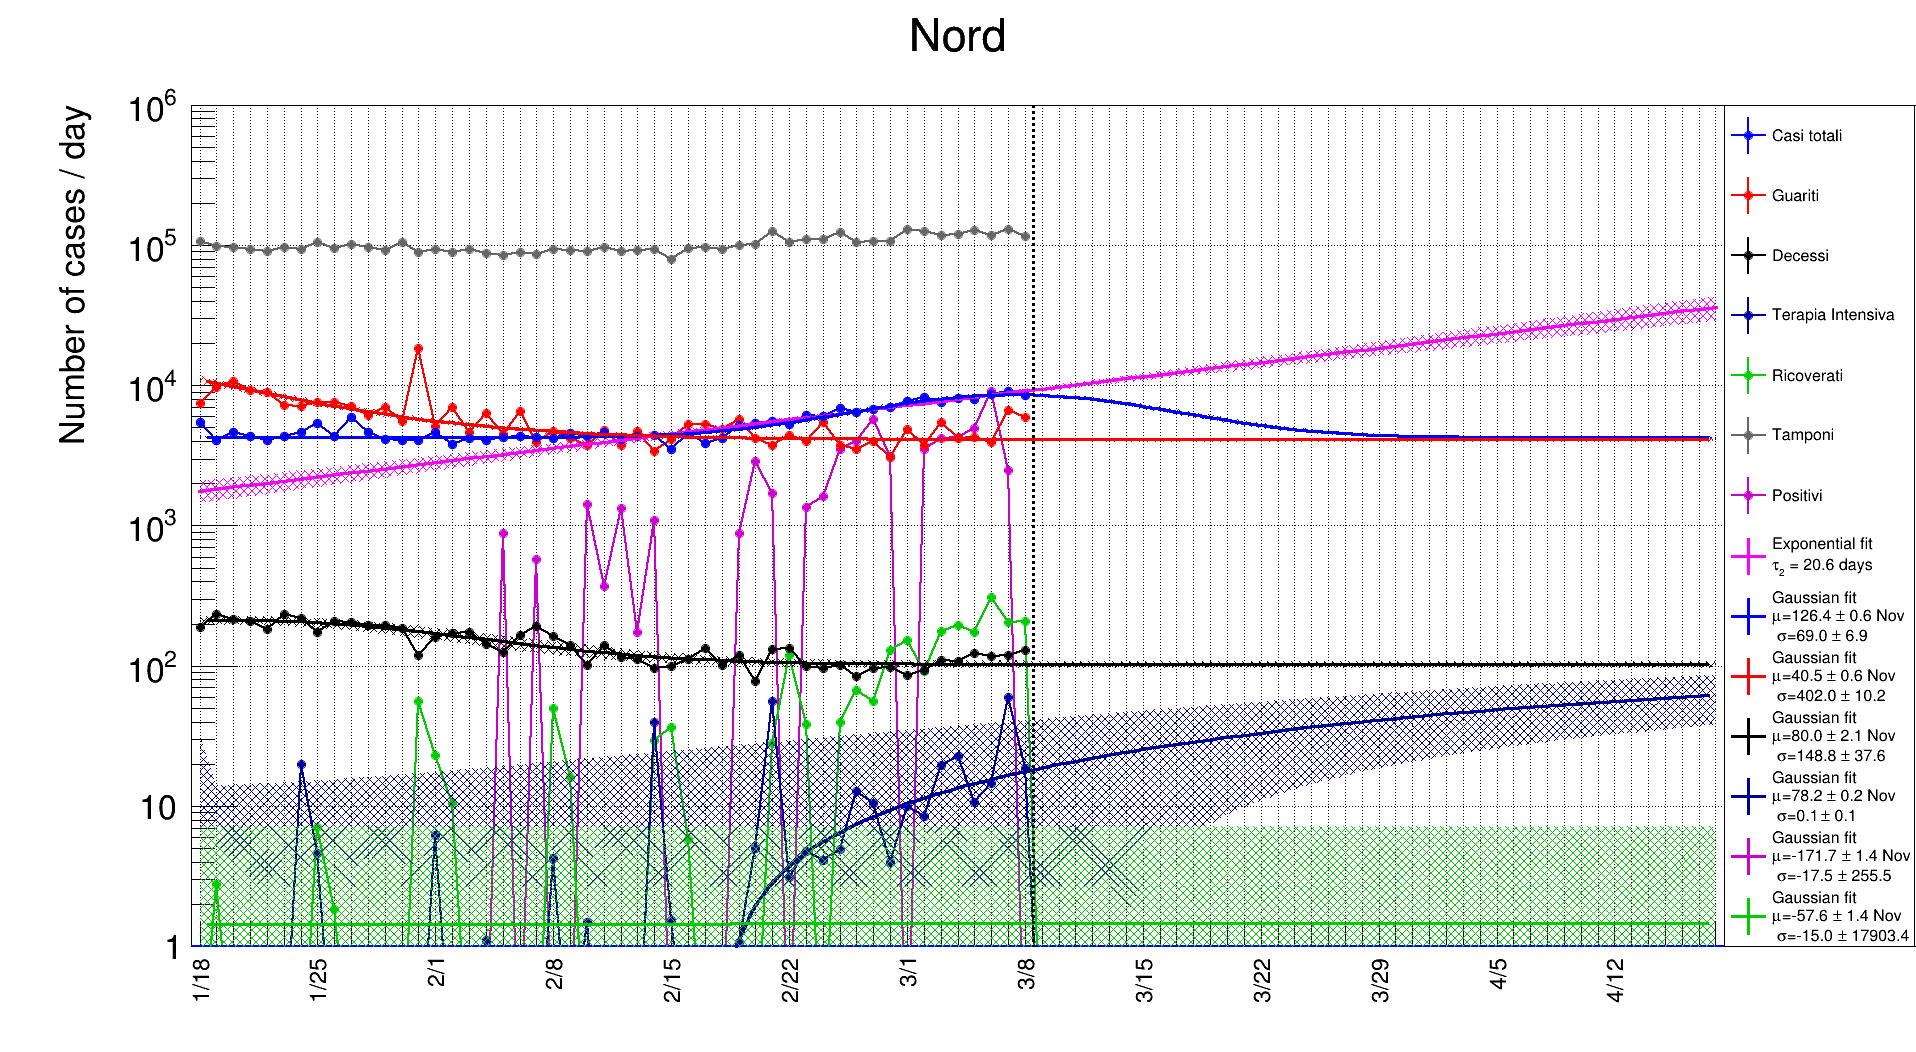 Nord
Number of cases / day
10^6
10^5
10^4
10^3
10^2
10
1
1/18
1/25
2/1
2/8
2/15
2/22
3/1
3/8
3/15
3/22
3/29
4/5
4/12
Casi totali
Guariti
Decessi
Terapia Intensiva
Ricoverati
Tamponi
Positivi
Exponential fit
τ_2 = 20.6 days
Gaussian fit
μ=126.4 ± 0.6 Nov
σ=69.0 ± 6.9
Gaussian fit
μ=40.5 ± 0.6 Nov
σ=402.0 ± 10.2
Gaussian fit
μ=80.0 ± 2.1 Nov
σ=148.8 ± 37.6
Gaussian fit
μ=78.2 ± 0.2 Nov
σ=0.1 ± 0.1
Gaussian fit
μ=-171.7 ± 1.4 Nov
σ=-17.5 ± 255.5
Gaussian fit
μ=-57.6 ± 1.4 Nov
σ=-15.0 ± 17903.4